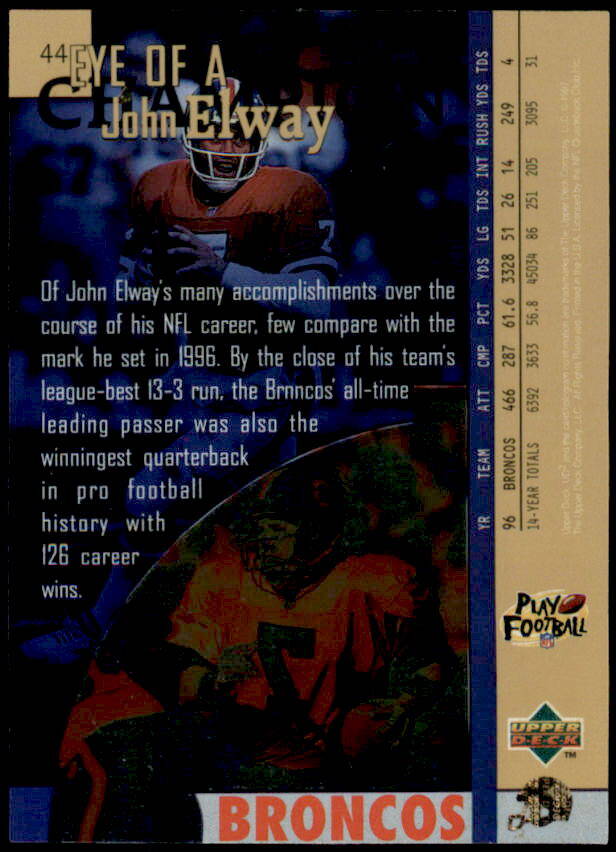 44
EYE OF A
CHAMPION
John Elway
Of John Elway's many accomplishments over the
course of his NFL career, few compare with the
mark he set in 1996. By the close of his team's
league-best 13-3 run, the Brnncos' all-time
leading passer was also the
winningest quarterback
in pro football
history with
126 career
wins.
BRONCOS
YR TEAM ATT CMP PCT YDS LG TDS INT RUSH YDS TDS
96 BRONCOS 466 287 61.6 3328 51 26 14 249 4
14-YEAR TOTALS 6392 3633 56.8 45034 86 251 205 3095 31
PLAY
FOOTBALL
NFL
UPPER
DECK
TM